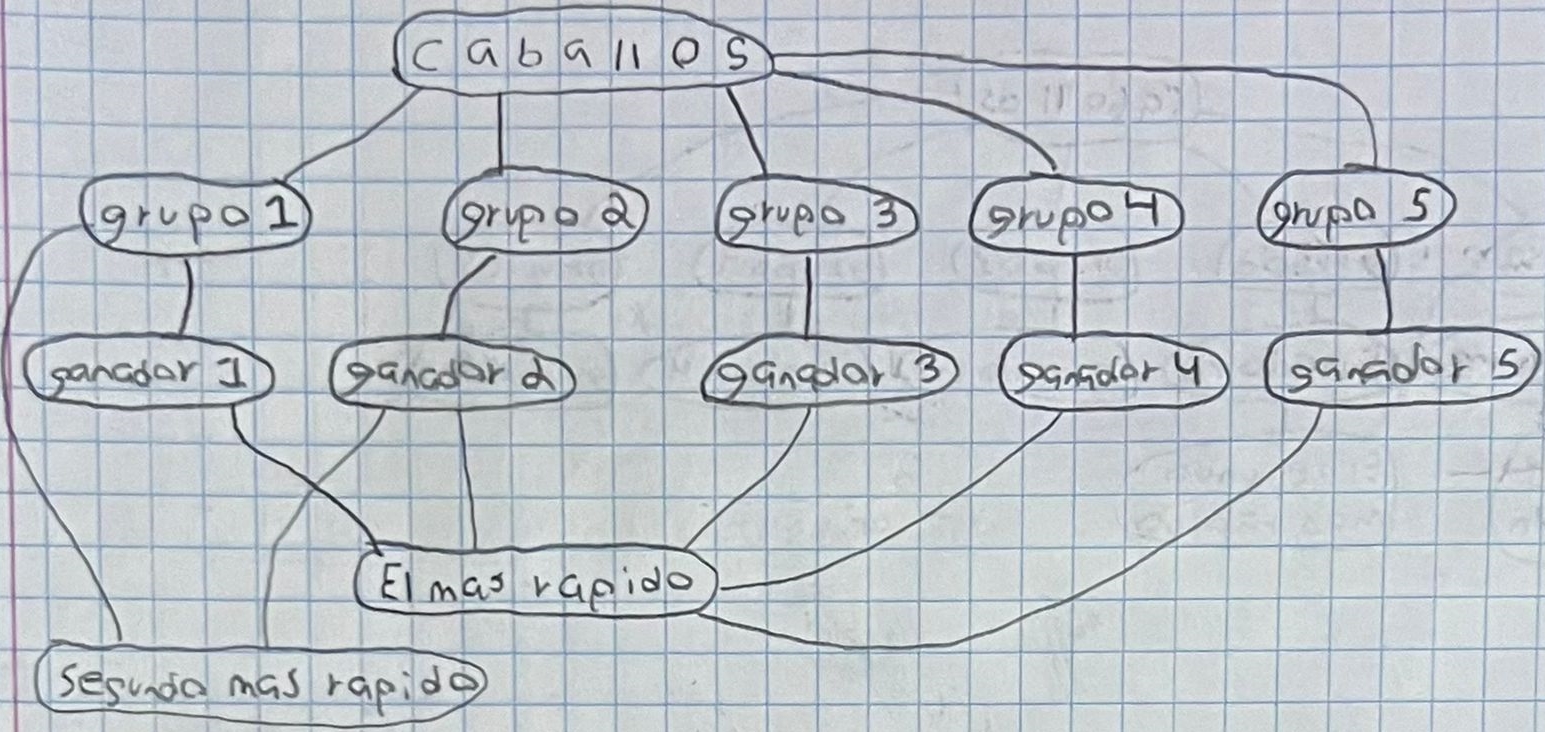 caballos
grupo 1
grupo 2
grupo 3
grupo 4
grupo 5
ganador 1
ganador 2
ganador 3
ganador 4
ganador 5
El mas rapido
Segundo mas rapido